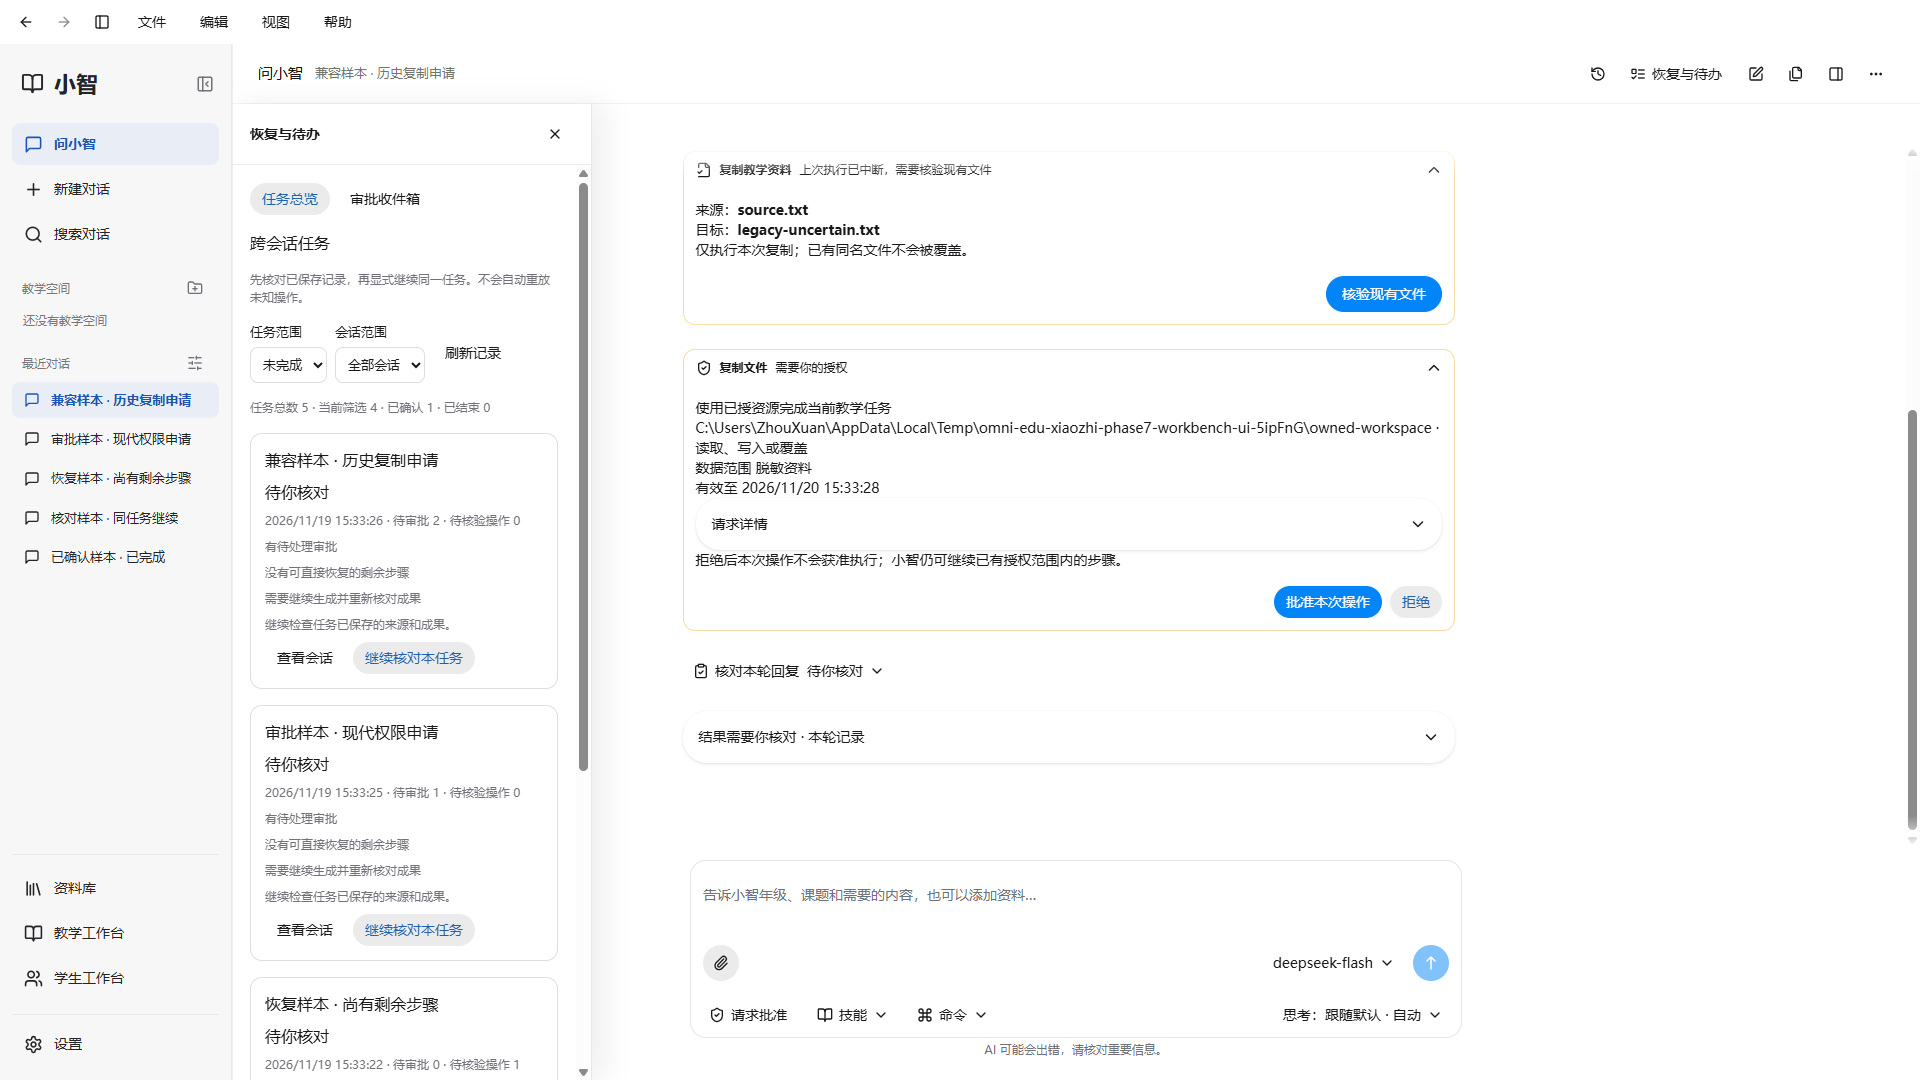 文件
编辑
视图
帮助
小智
问小智
新建对话
搜索对话
教学空间
还没有教学空间
最近对话
兼容样本 · 历史复制申请
审批样本 · 现代权限申请
恢复样本 · 尚有剩余步骤
核对样本 · 同任务继续
已确认样本 · 已完成
资料库
教学工作台
学生工作台
设置
问小智 兼容样本 · 历史复制申请
恢复与待办
恢复与待办
任务总览
审批收件箱
跨会话任务
先核对已保存记录，再显式继续同一任务。不会自动重放
未知操作。
任务范围 会话范围
未完成 全部会话 刷新记录
任务总数 5 · 当前筛选 4 · 已确认 1 · 已结束 0
兼容样本 · 历史复制申请
待你核对
2026/11/19 15:33:26 · 待审批 2 · 待核验操作 0
有待处理审批
没有可直接恢复的剩余步骤
需要继续生成并重新核对成果
继续检查任务已保存的来源和成果。
查看会话 继续核对本任务
审批样本 · 现代权限申请
待你核对
2026/11/19 15:33:25 · 待审批 1 · 待核验操作 0
有待处理审批
没有可直接恢复的剩余步骤
需要继续生成并重新核对成果
继续检查任务已保存的来源和成果。
查看会话 继续核对本任务
恢复样本 · 尚有剩余步骤
待你核对
2026/11/19 15:33:22 · 待审批 0 · 待核验操作 1
复制教学资料 上次执行已中断，需要核验现有文件
来源：source.txt
目标：legacy-uncertain.txt
仅执行本次复制；已有同名文件不会被覆盖。
核验现有文件
复制文件 需要你的授权
使用已授资源完成当前教学任务
C:\Users\ZhouXuan\AppData\Local\Temp\omni-edu-xiaozhi-phase7-workbench-ui-5ipFnG\owned-workspace ·
读取、写入或覆盖
数据范围 脱敏资料
有效至 2026/11/20 15:33:28
请求详情
拒绝后本次操作不会获准执行；小智仍可继续已有授权范围内的步骤。
批准本次操作 拒绝
核对本轮回复 待你核对
结果需要你核对 · 本轮记录
告诉小智年级、课题和需要的内容，也可以添加资料...
deepseek-flash
请求批准 技能 命令 思考：跟随默认 · 自动
AI 可能会出错，请核对重要信息。